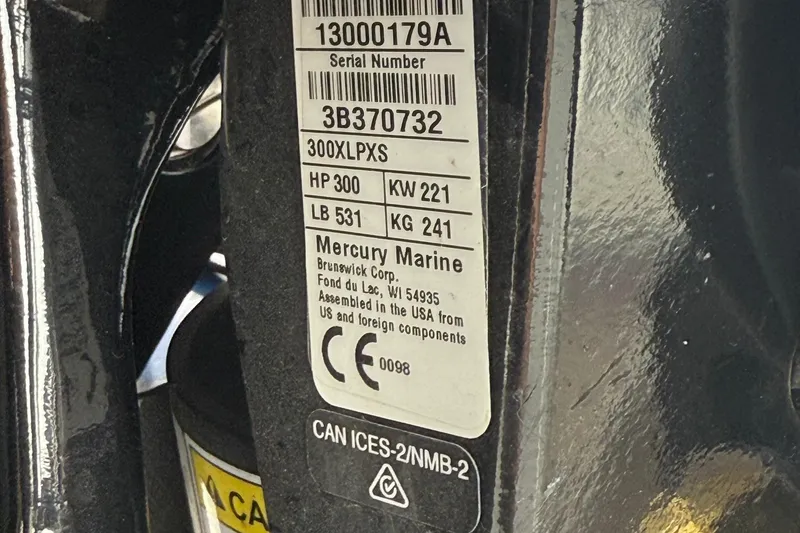 13000179A
Serial Number
3B370732
300XLPXS
HP 300 KW 221
LB 531 KG 241
Mercury Marine
Brunswick Corp.
Fond du Lac, WI 54935
Assembled in the USA from
US and foreign components
CE 0098
CAN ICES-2/NMB-2
CA